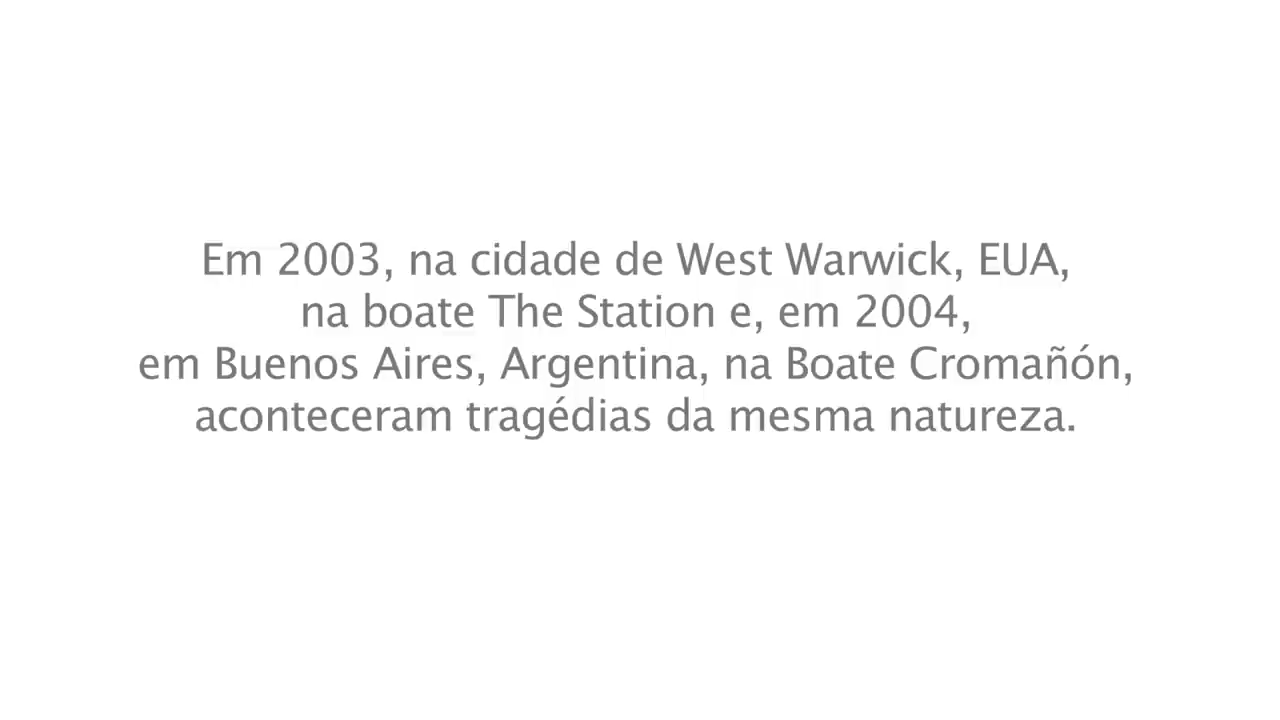 Em 2003, na cidade de West Warwick, EUA,
na boate The Station e, em 2004,
em Buenos Aires, Argentina, na Boate Cromañón,
aconteceram tragédias da mesma natureza.